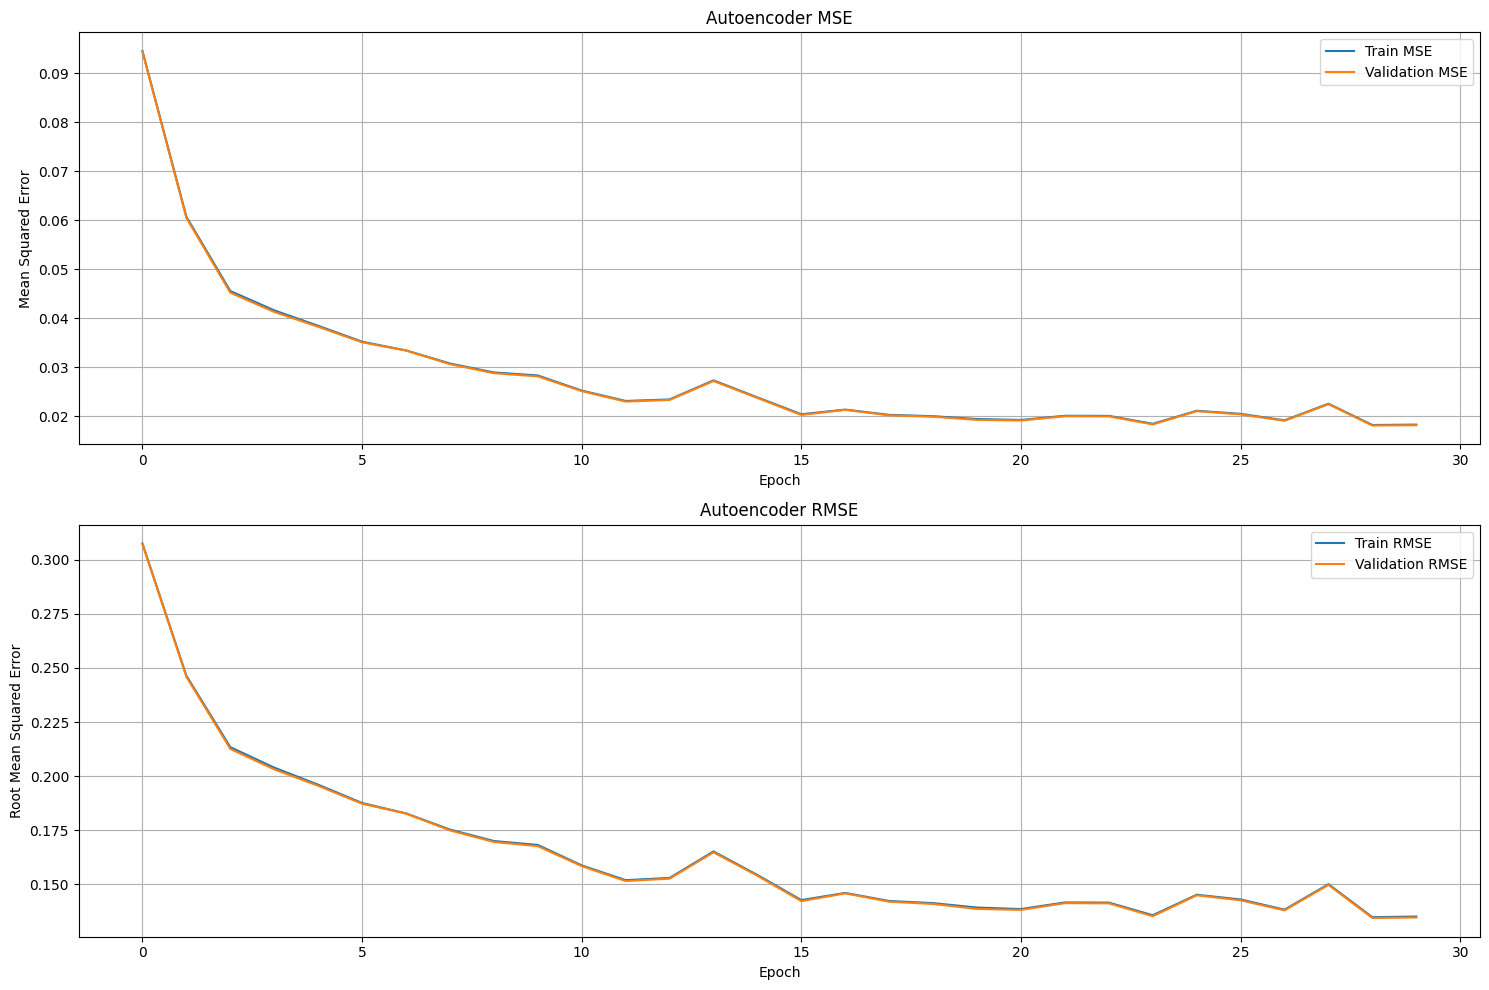 Autoencoder MSE
Train MSE
Validation MSE
Mean Squared Error
0.09
0.08
0.07
0.06
0.05
0.04
0.03
0.02
0 5 10 15 20 25 30
Epoch
Autoencoder RMSE
Train RMSE
Validation RMSE
Root Mean Squared Error
0.300
0.275
0.250
0.225
0.200
0.175
0.150
0 5 10 15 20 25 30
Epoch